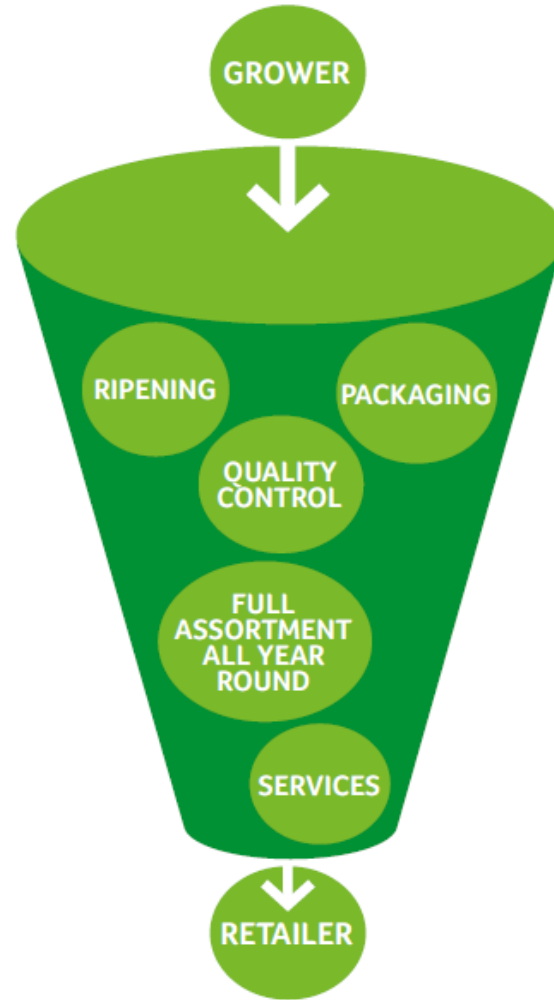 GROWER
RIPENING
PACKAGING
QUALITY
CONTROL
FULL
ASSORTMENT
ALL YEAR
ROUND
SERVICES
RETAILER